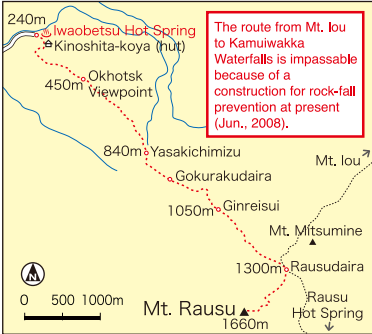 240m
Iwaobetsu Hot Spring
Kinoshita-koya (hut)
The route from Mt. Iou
to Kamuiwakka
Waterfalls is impassable
because of a
construction for rock-fall
prevention at present
(Jun., 2008).
450m
Okhotsk
Viewpoint
840m
Yasakichimizu
Mt. Iou
Gokurakudaira
1050m
Ginreisui
Mt. Mitsumine
1300m
Rausudaira
N
0 500 1000m
Mt. Rausu
1660m
Rausu
Hot Spring